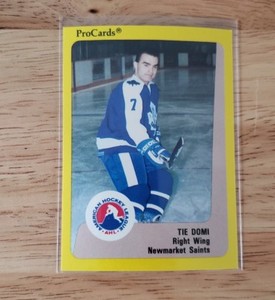 ProCards®
7
AMERICAN HOCKEY LEAGUE
AHL
TIE DOMI
Right Wing
Newmarket Saints